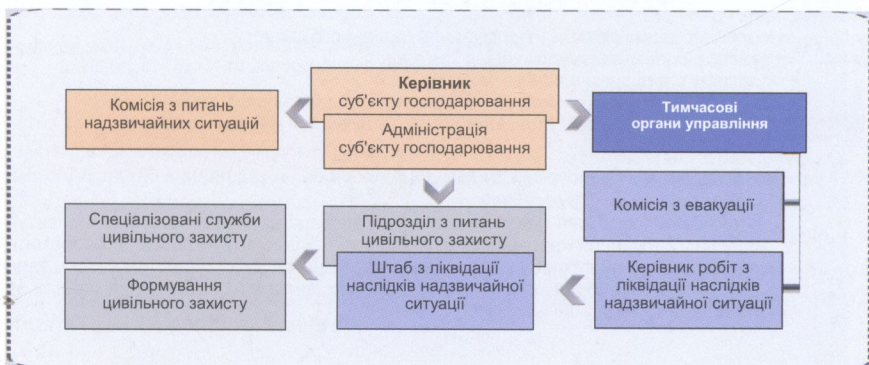 Керівник
суб'єкту господарювання
Адміністрація
суб'єкту господарювання
Комісія з питань
надзвичайних ситуацій
Тимчасові
органи управління
Комісія з евакуації
Керівник робіт з
ліквідації наслідків
надзвичайної ситуації
Підрозділ з питань
цивільного захисту
Штаб з ліквідації
наслідків надзвичайної
ситуації
Спеціалізовані служби
цивільного захисту
Формування
цивільного захисту